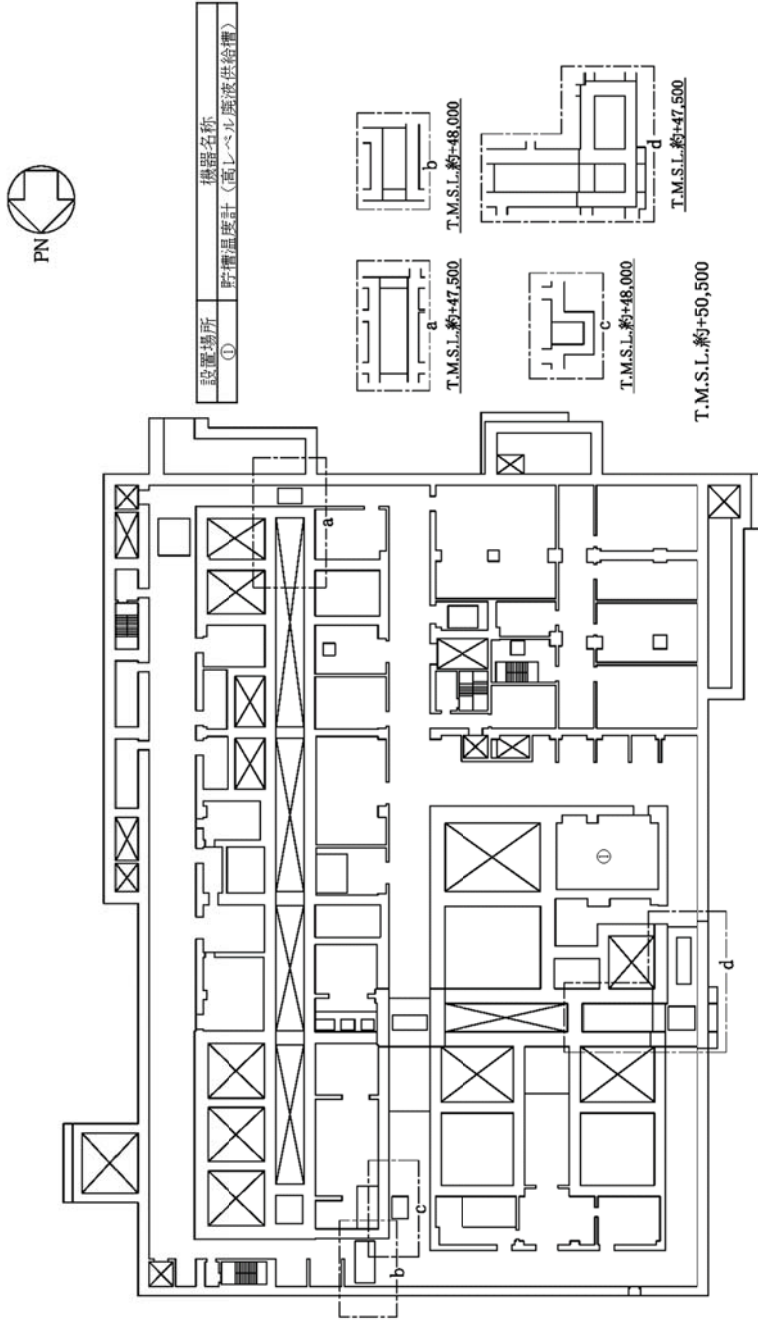 PN
設置場所 機器名称
① 貯槽温度計（高レベル廃液供給槽）
a
T.M.S.L.約+47,500
b
T.M.S.L.約+48,000
c
T.M.S.L.約+48,000
d
T.M.S.L.約+47,500
T.M.S.L.約+50,500
a
①
b
c
d